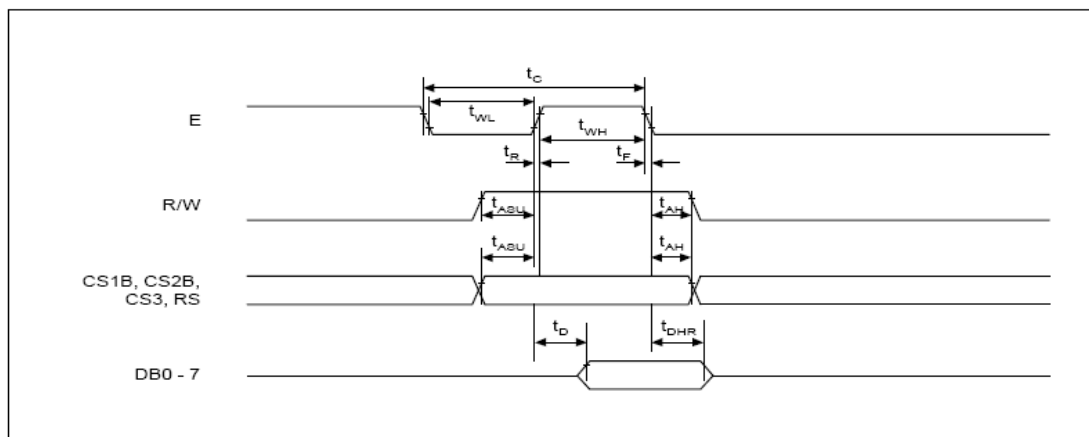 tC
E
tWL
tWH
tR
tF
R/W
tASU
tAH
tASU
tAH
CS1B, CS2B,
CS3, RS
tD
tDHR
DB0 - 7